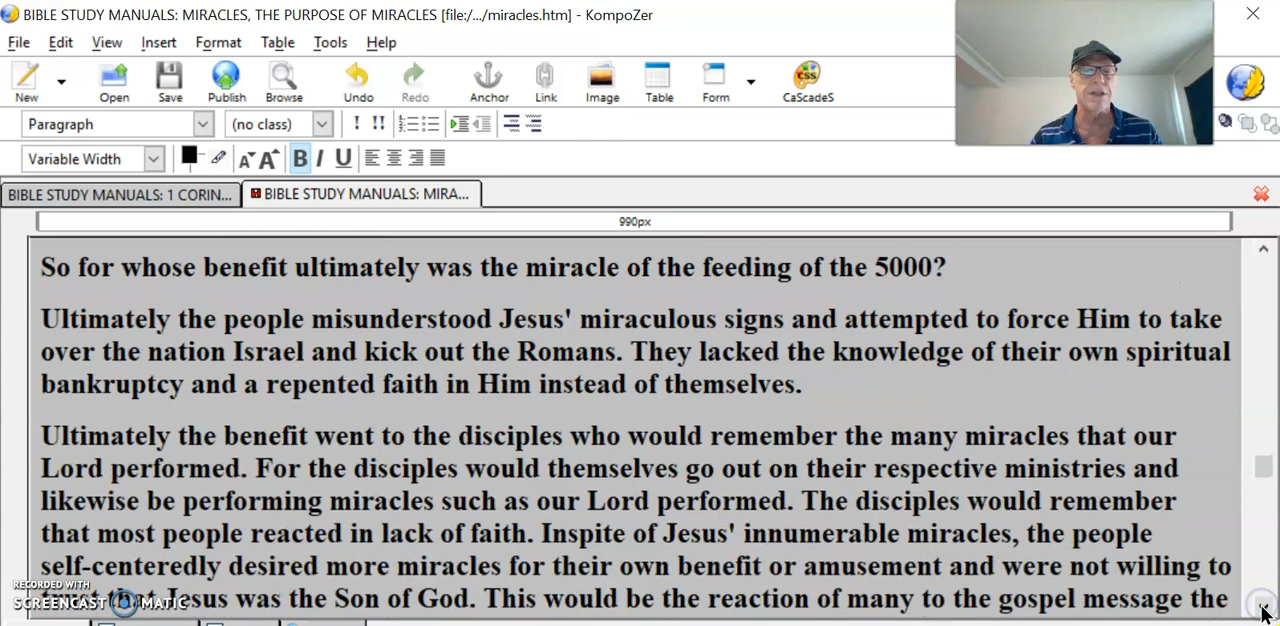 BIBLE STUDY MANUALS: MIRACLES, THE PURPOSE OF MIRACLES [file:/.../miracles.htm] - KompoZer
File Edit View Insert Format Table Tools Help
New Open Save Publish Browse Undo Redo Anchor Link Image Table Form CaScadeS
Paragraph (no class) ! !!
Variable Width A A B I U
BIBLE STUDY MANUALS: 1 CORIN... BIBLE STUDY MANUALS: MIRA...
990px
So for whose benefit ultimately was the miracle of the feeding of the 5000?
Ultimately the people misunderstood Jesus' miraculous signs and attempted to force Him to take
over the nation Israel and kick out the Romans. They lacked the knowledge of their own spiritual
bankruptcy and a repented faith in Him instead of themselves.
Ultimately the benefit went to the disciples who would remember the many miracles that our
Lord performed. For the disciples would themselves go out on their respective ministries and
likewise be performing miracles such as our Lord performed. The disciples would remember
that most people reacted in lack of faith. Inspite of Jesus' innumerable miracles, the people
self-centeredly desired more miracles for their own benefit or amusement and were not willing to
trust that Jesus was the Son of God. This would be the reaction of many to the gospel message the
RECORDED WITH
SCREENCAST MATIC